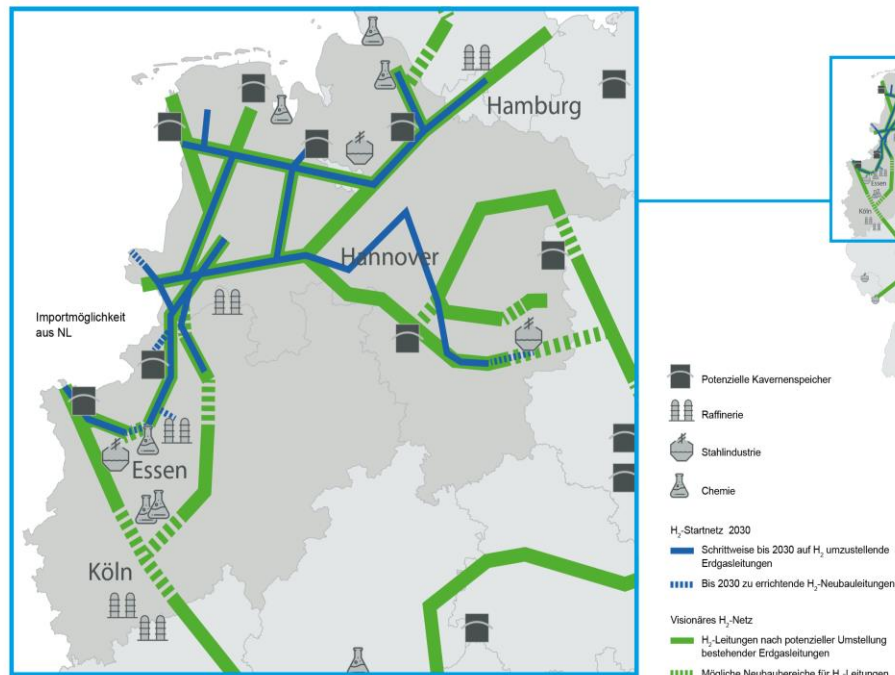 Hamburg
Hannover
Importmöglichkeit
aus NL
Essen
Köln
Essen
Köln
Potenzielle Kavernenspeicher
Raffinerie
Stahlindustrie
Chemie
H₂-Startnetz 2030
Schrittweise bis 2030 auf H₂ umzustellende
Erdgasleitungen
Bis 2030 zu errichtende H₂-Neubauleitungen
Visionäres H₂-Netz
H₂-Leitungen nach potenzieller Umstellung
bestehender Erdgasleitungen
Mögliche Neubaubereiche für H₂-Leitungen